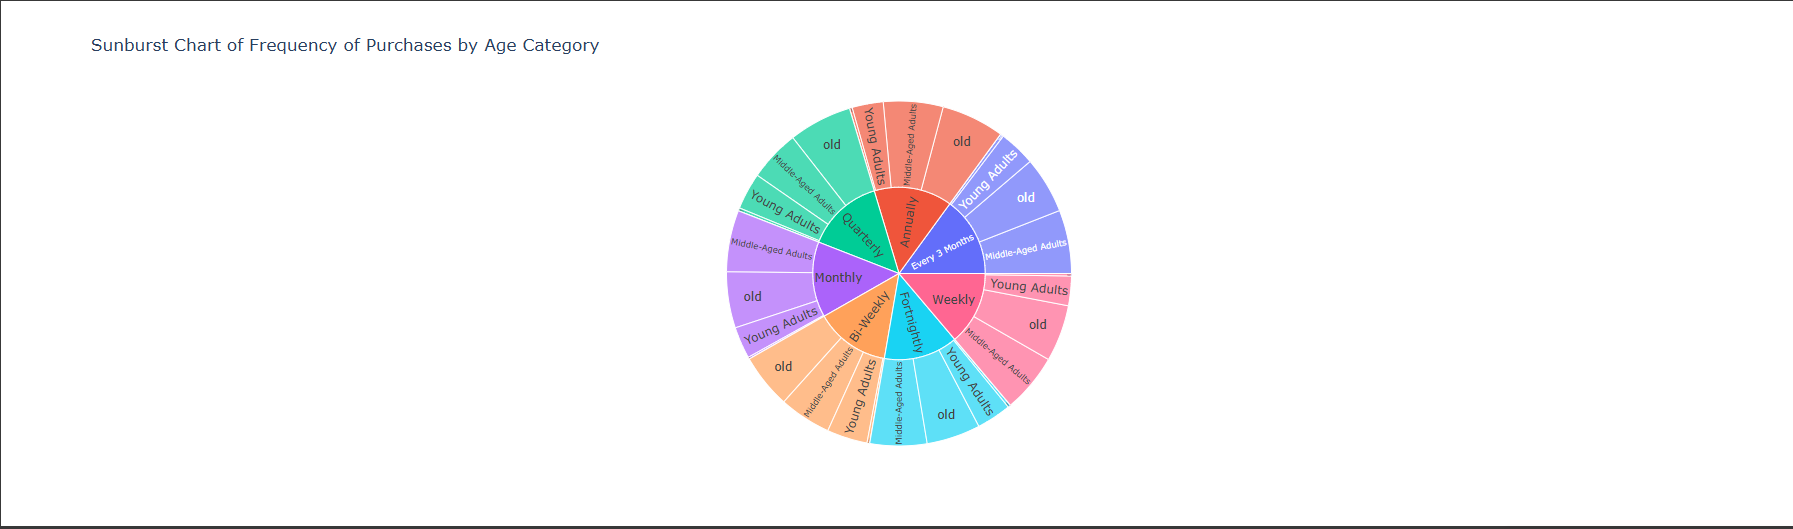 Sunburst Chart of Frequency of Purchases by Age Category
Every 3 Months
Middle-Aged Adults
old
Young Adults
Annually
old
Middle-Aged Adults
Young Adults
Quarterly
old
Middle-Aged Adults
Young Adults
Monthly
Middle-Aged Adults
old
Young Adults
Bi-Weekly
old
Middle-Aged Adults
Young Adults
Fortnightly
Middle-Aged Adults
old
Young Adults
Weekly
Middle-Aged Adults
old
Young Adults